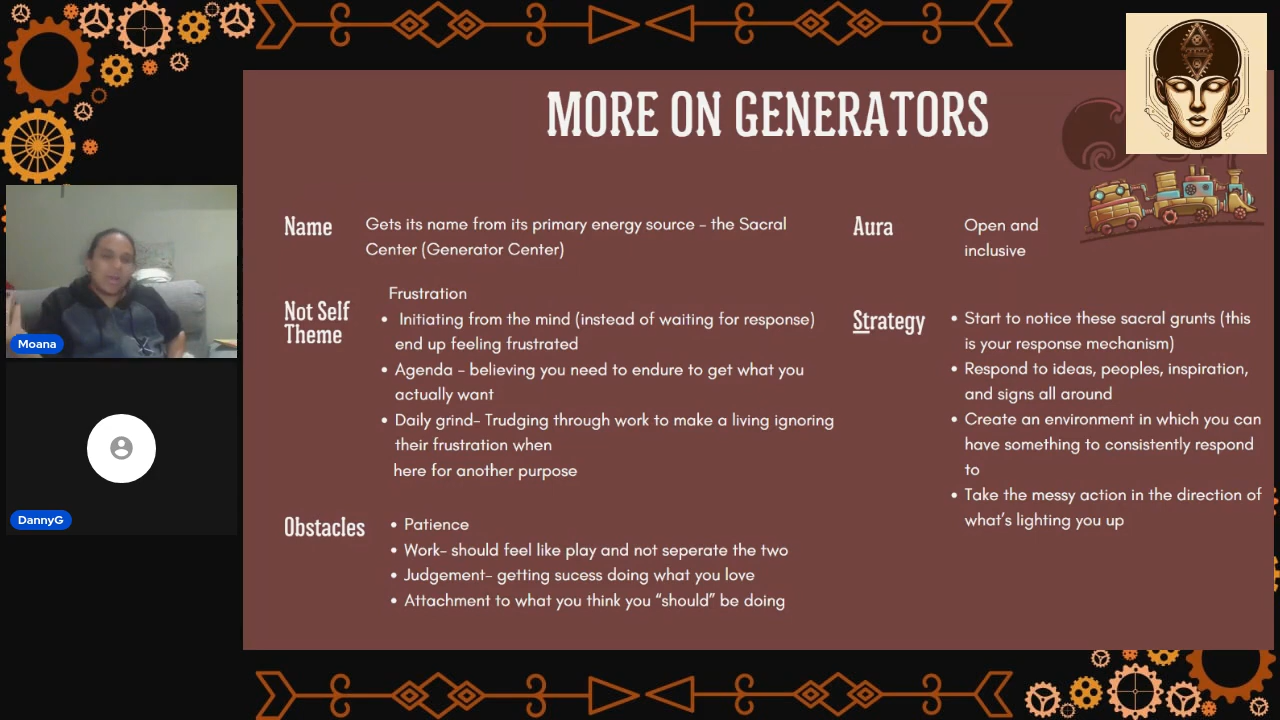 MORE ON GENERATORS
Name
Gets its name from its primary energy source - the Sacral
Center (Generator Center)
Aura
Open and
inclusive
Not Self
Theme
Frustration
• Initiating from the mind (instead of waiting for response)
end up feeling frustrated
• Agenda - believing you need to endure to get what you
actually want
• Daily grind- Trudging through work to make a living ignoring
their frustration when
here for another purpose
Strategy
• Start to notice these sacral grunts (this
is your response mechanism)
• Respond to ideas, peoples, inspiration,
and signs all around
• Create an environment in which you can
have something to consistently respond
to
• Take the messy action in the direction of
what's lighting you up
Obstacles
• Patience
• Work- should feel like play and not seperate the two
• Judgement- getting sucess doing what you love
• Attachment to what you think you “should” be doing
Moana
DannyG